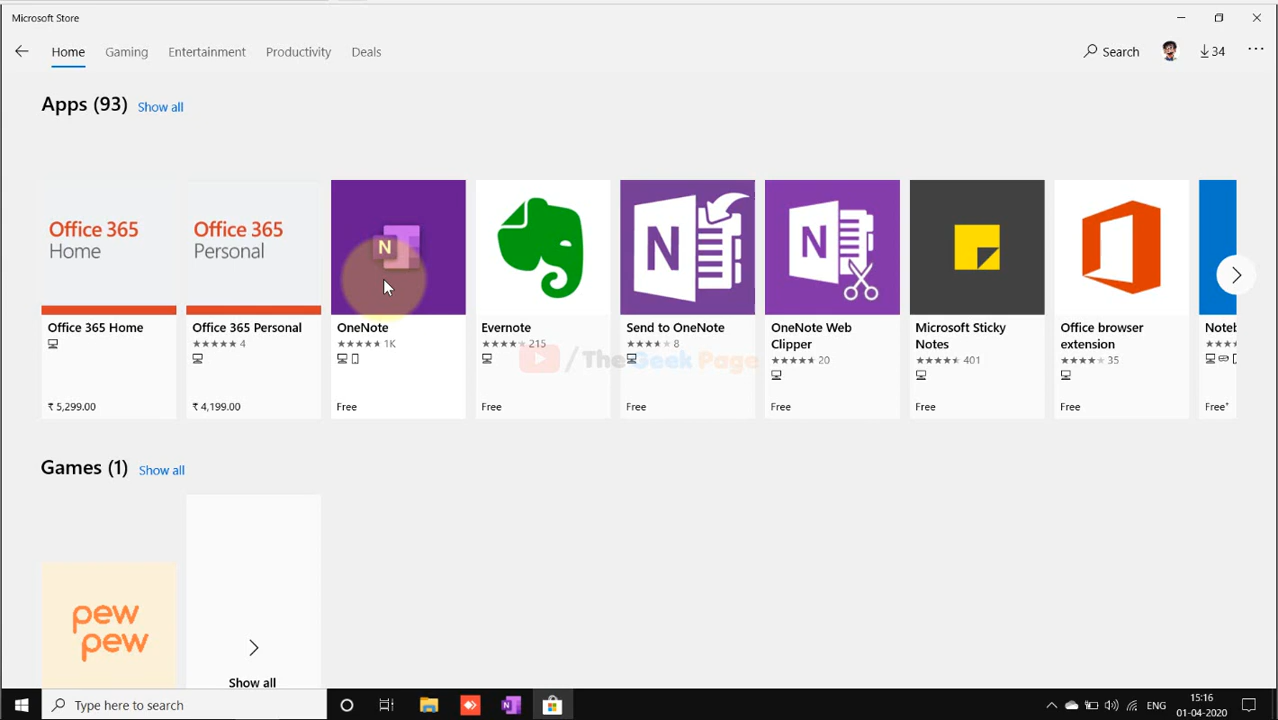 Microsoft Store
Home Gaming Entertainment Productivity Deals Search 34
Apps (93) Show all
Office 365 Home
Office 365 Personal
N
N
N
Office 365 Home
₹ 5,299.00
Office 365 Personal
4
₹ 4,199.00
OneNote
1K
Free
Evernote
215
Free
Send to OneNote
8
Free
OneNote Web
Clipper
20
Free
Microsoft Sticky
Notes
401
Free
Office browser
extension
35
Free
Noteb
Free*
/The Geek Page
Games (1) Show all
pew
pew
Show all
Type here to search
N
ENG
15:16
01-04-2020